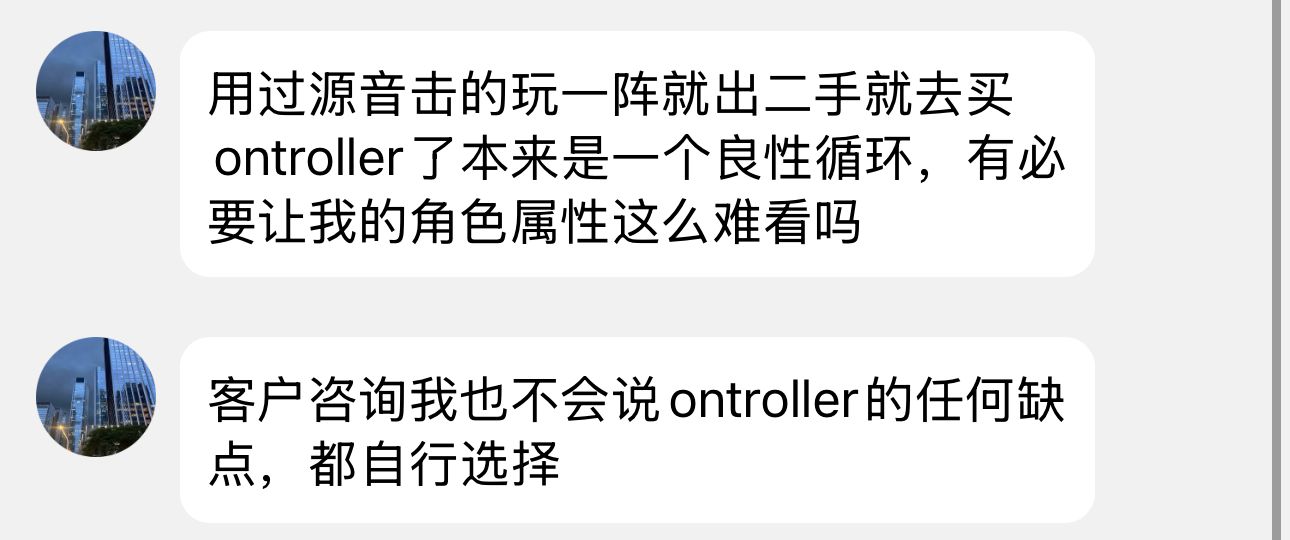 用过源音击的玩一阵就出二手就去买
ontroller了本来是一个良性循环，有必
要让我的角色属性这么难看吗
客户咨询我也不会说ontroller的任何缺
点，都自行选择